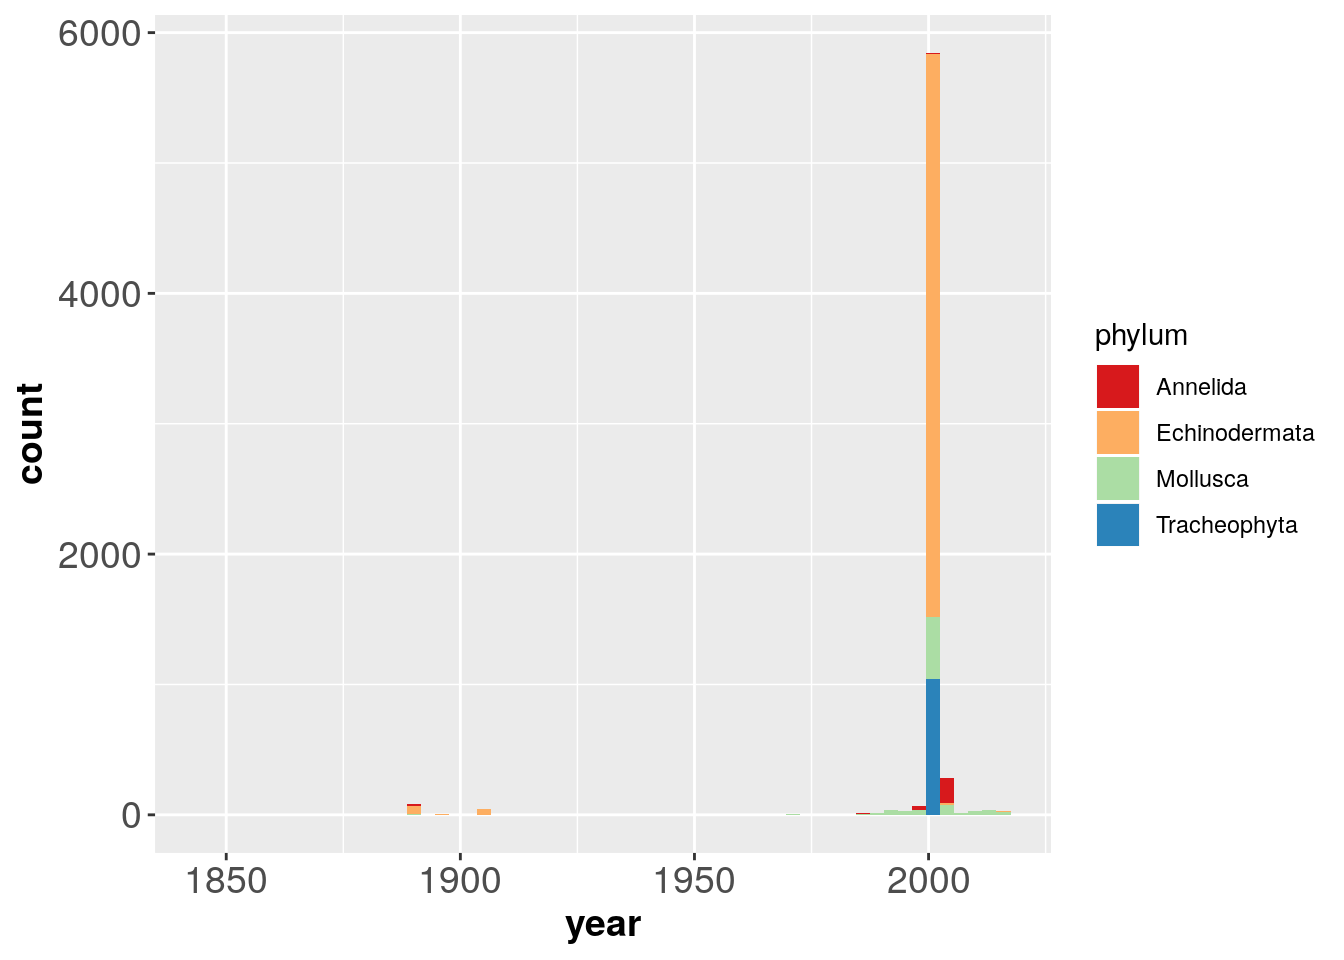 6000
4000
2000
0
count
1850 1900 1950 2000
year
phylum
Annelida
Echinodermata
Mollusca
Tracheophyta